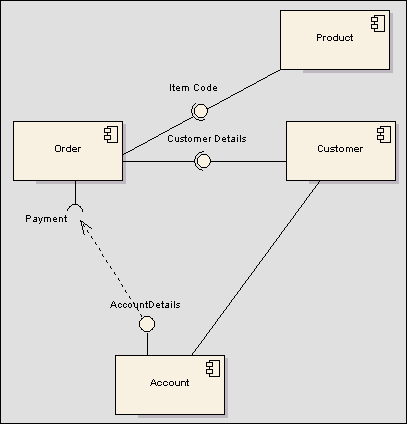 Product
Item Code
Customer Details
Order
Customer
Payment
AccountDetails
Account